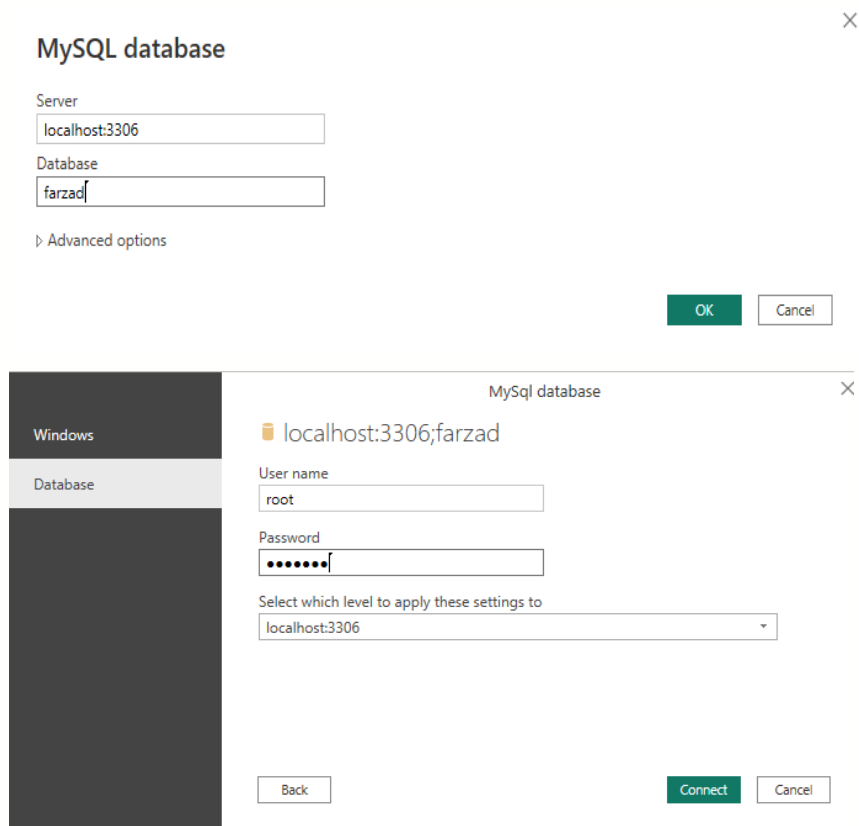 MySQL database
Server
localhost:3306
Database
farzad
Advanced options
OK
Cancel
MySql database
Windows
Database
localhost:3306;farzad
User name
root
Password
•••••••
Select which level to apply these settings to
localhost:3306
Back
Connect
Cancel